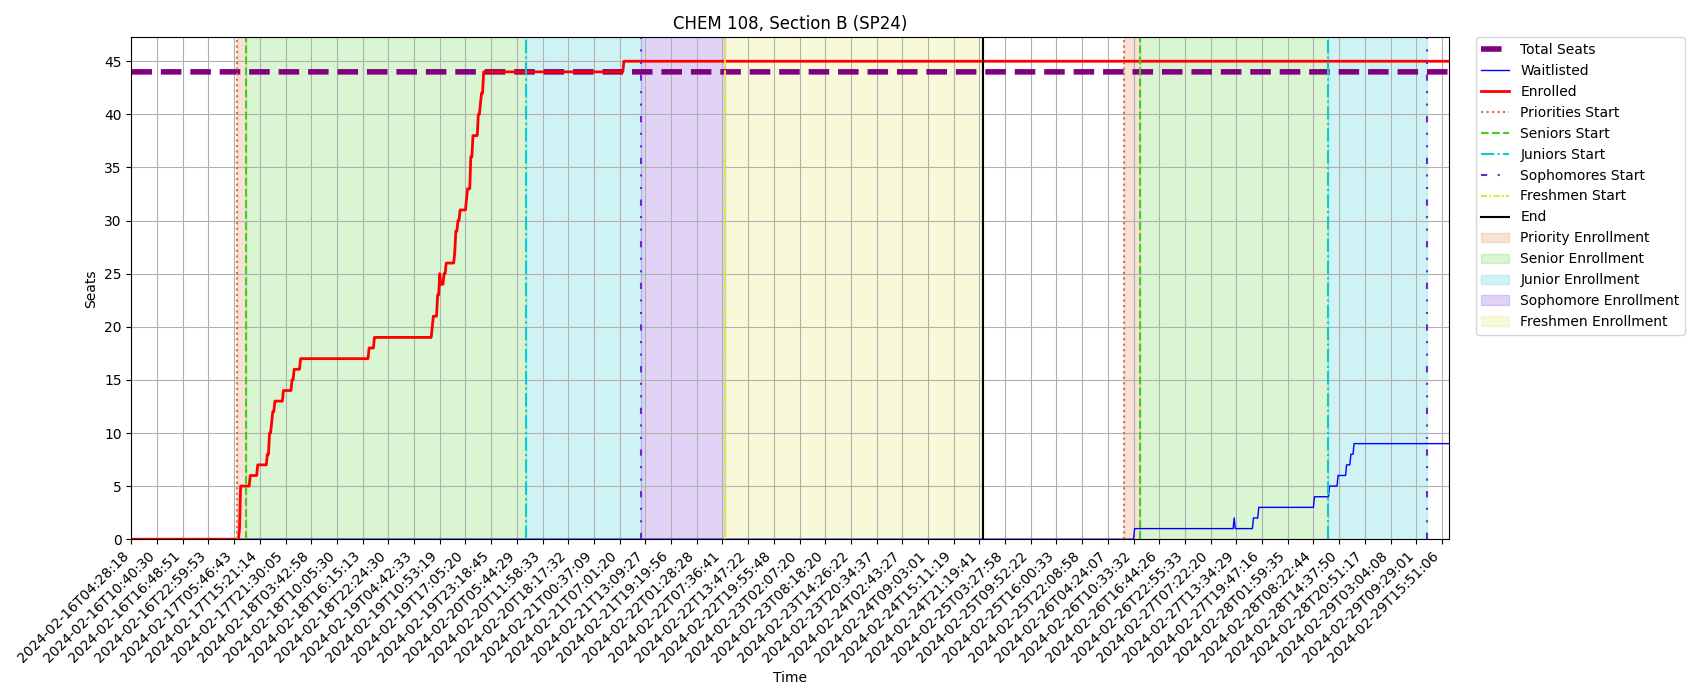 CHEM 108, Section B (SP24)
Seats
45
40
35
30
25
20
15
10
5
0
2024-02-16T04:28:18
2024-02-16T10:40:30
2024-02-16T16:48:51
2024-02-16T22:59:53
2024-02-17T05:46:43
2024-02-17T15:21:14
2024-02-17T21:30:05
2024-02-18T03:42:58
2024-02-18T10:05:30
2024-02-18T16:15:13
2024-02-18T22:24:30
2024-02-19T04:42:33
2024-02-19T10:53:19
2024-02-19T17:05:20
2024-02-19T23:18:45
2024-02-20T05:44:29
2024-02-20T11:58:33
2024-02-20T18:17:32
2024-02-21T00:37:09
2024-02-21T07:01:20
2024-02-21T13:09:27
2024-02-21T19:19:56
2024-02-22T01:28:28
2024-02-22T07:36:41
2024-02-22T13:47:22
2024-02-22T19:55:48
2024-02-23T02:07:20
2024-02-23T08:18:20
2024-02-23T14:26:22
2024-02-23T20:34:37
2024-02-24T02:43:27
2024-02-24T09:03:01
2024-02-24T15:11:19
2024-02-24T21:19:41
2024-02-25T03:27:58
2024-02-25T09:52:22
2024-02-25T16:00:33
2024-02-25T22:08:58
2024-02-26T04:24:07
2024-02-26T10:33:32
2024-02-26T16:44:26
2024-02-26T22:55:33
2024-02-27T07:22:20
2024-02-27T13:34:29
2024-02-27T19:47:16
2024-02-28T01:59:35
2024-02-28T08:22:44
2024-02-28T14:37:50
2024-02-28T20:51:17
2024-02-29T03:04:08
2024-02-29T09:29:01
2024-02-29T15:51:06
Time
Total Seats
Waitlisted
Enrolled
Priorities Start
Seniors Start
Juniors Start
Sophomores Start
Freshmen Start
End
Priority Enrollment
Senior Enrollment
Junior Enrollment
Sophomore Enrollment
Freshmen Enrollment